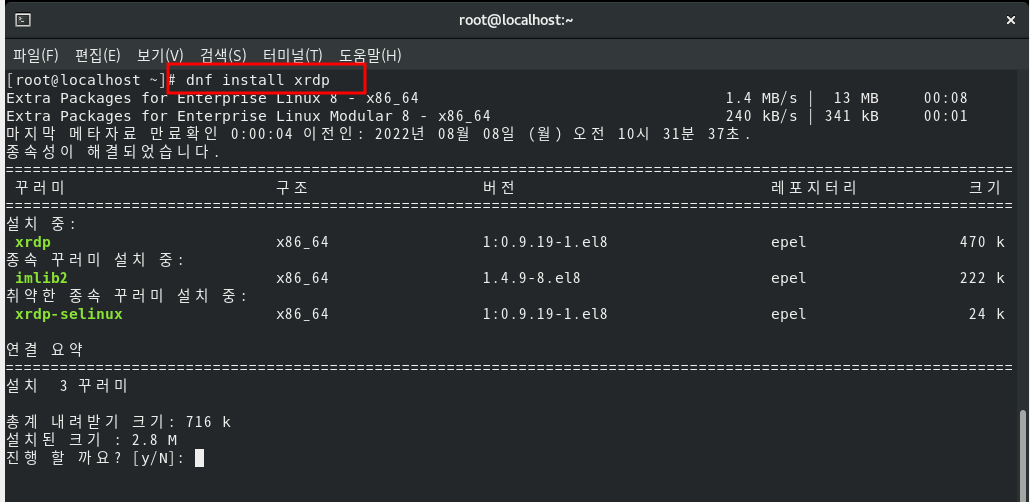 root@localhost:~
파일(F) 편집(E) 보기(V) 검색(S) 터미널(T) 도움말(H)
[root@localhost ~]# dnf install xrdp
Extra Packages for Enterprise Linux 8 - x86_64 1.4 MB/s | 13 MB 00:08
Extra Packages for Enterprise Linux Modular 8 - x86_64 240 kB/s | 341 kB 00:01
마지막 메타자료 만료확인 0:00:04 이전인: 2022년 08월 08일 (월) 오전 10시 31분 37초.
종속성이 해결되었습니다.
================================================================================
꾸러미 구조 버전 레포지터리 크기
================================================================================
설치 중:
xrdp x86_64 1:0.9.19-1.el8 epel 470 k
종속 꾸러미 설치 중:
imlib2 x86_64 1.4.9-8.el8 epel 222 k
취약한 종속 꾸러미 설치 중:
xrdp-selinux x86_64 1:0.9.19-1.el8 epel 24 k
연결 요약
================================================================================
설치 3 꾸러미
총계 내려받기 크기: 716 k
설치된 크기 : 2.8 M
진행 할 까요? [y/N]: